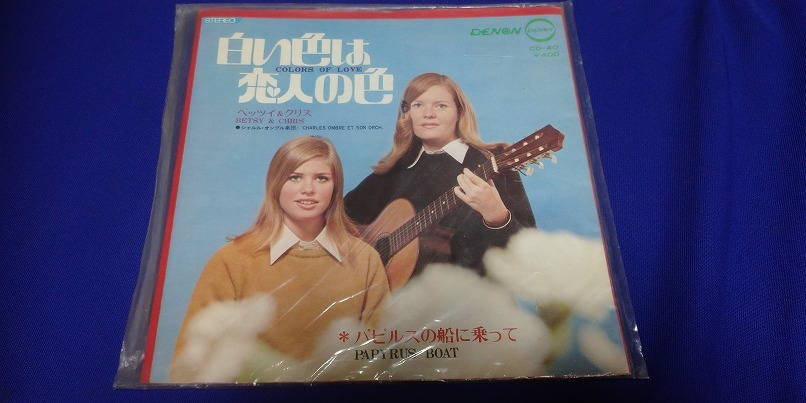 STEREO
DENON
CD-40
¥400
白い色は
COLORS OF LOVE
恋人の色
ベッツイ&クリス
BETSY & CHRIS
●シャルル・オンブル楽団/CHARLES OMBRE ET SON ORCH.
*パピルスの船に乗って
PAPYRUS BOAT